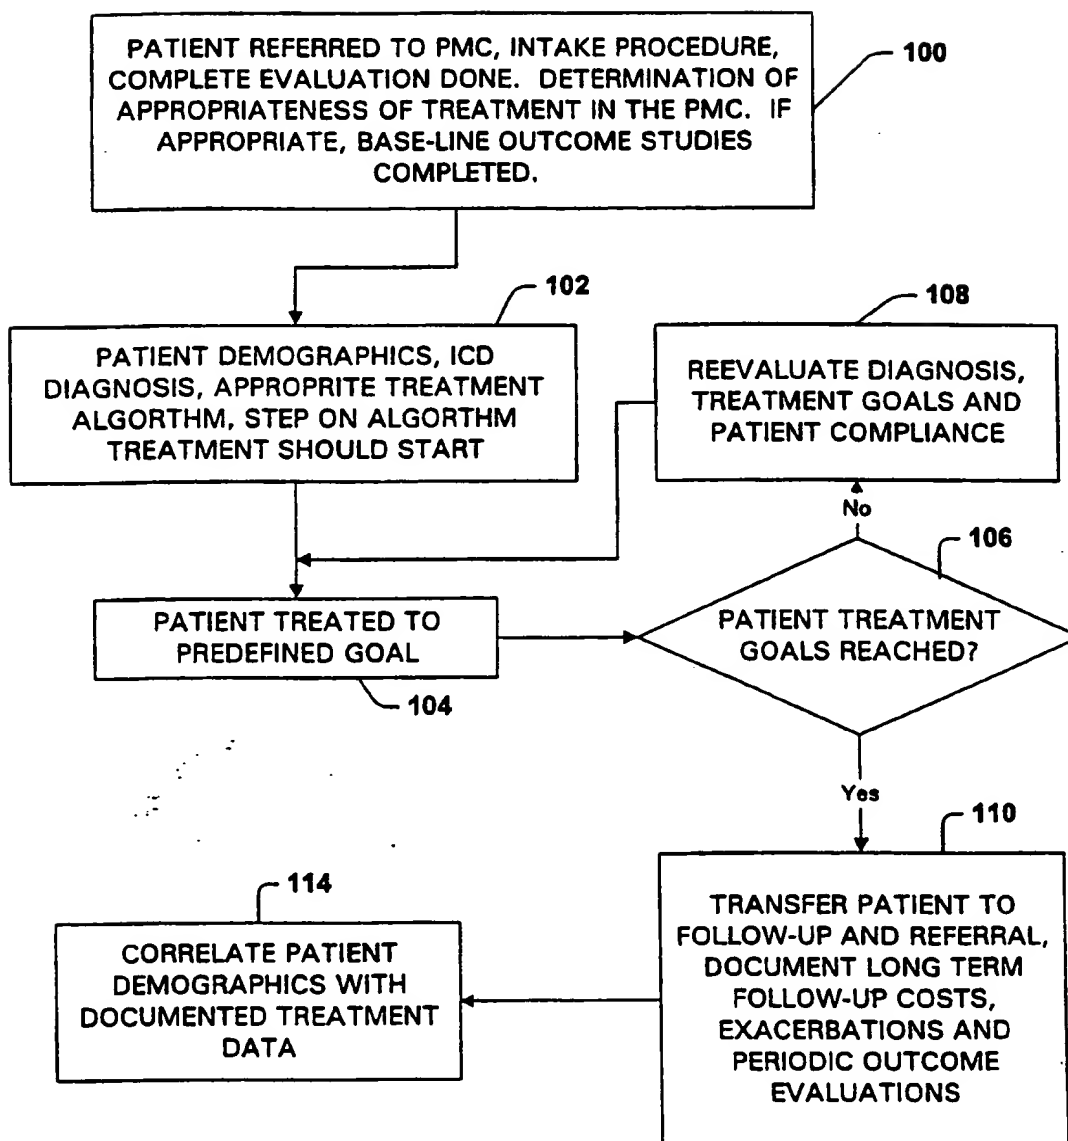 PATIENT REFERRED TO PMC, INTAKE PROCEDURE,
COMPLETE EVALUATION DONE. DETERMINATION OF
APPROPRIATENESS OF TREATMENT IN THE PMC. IF
APPROPRIATE, BASE-LINE OUTCOME STUDIES
COMPLETED.
100
102
PATIENT DEMOGRAPHICS, ICD
DIAGNOSIS, APPROPRITE TREATMENT
ALGORTHM, STEP ON ALGORTHM
TREATMENT SHOULD START
108
REEVALUATE DIAGNOSIS,
TREATMENT GOALS AND
PATIENT COMPLIANCE
No
106
PATIENT TREATED TO
PREDEFINED GOAL
104
PATIENT TREATMENT
GOALS REACHED?
Yes
110
TRANSFER PATIENT TO
FOLLOW-UP AND REFERRAL,
DOCUMENT LONG TERM
FOLLOW-UP COSTS,
EXACERBATIONS AND
PERIODIC OUTCOME
EVALUATIONS
114
CORRELATE PATIENT
DEMOGRAPHICS WITH
DOCUMENTED TREATMENT
DATA